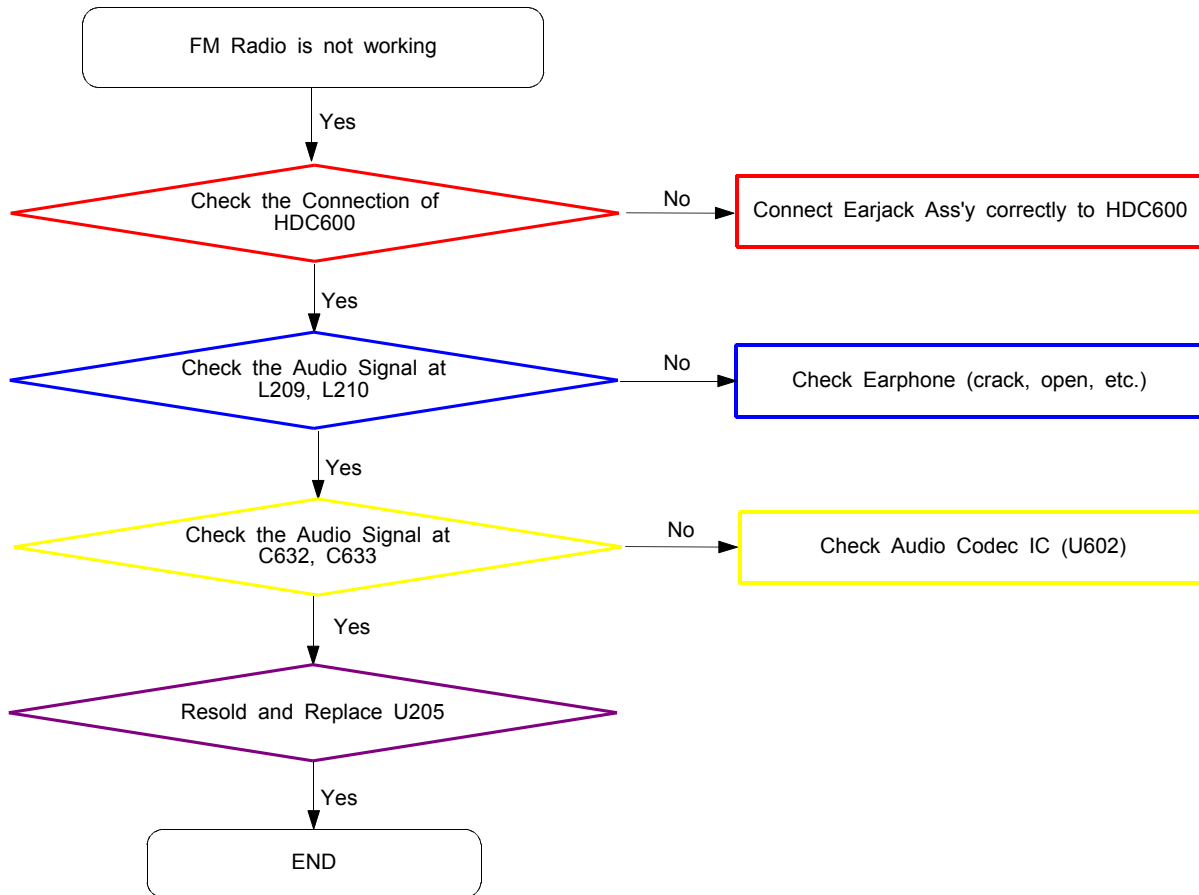 FM Radio is not working
Yes
Check the Connection of
HDC600
No
Connect Earjack Ass'y correctly to HDC600
Yes
Check the Audio Signal at
L209, L210
No
Check Earphone (crack, open, etc.)
Yes
Check the Audio Signal at
C632, C633
No
Check Audio Codec IC (U602)
Yes
Resold and Replace U205
Yes
END